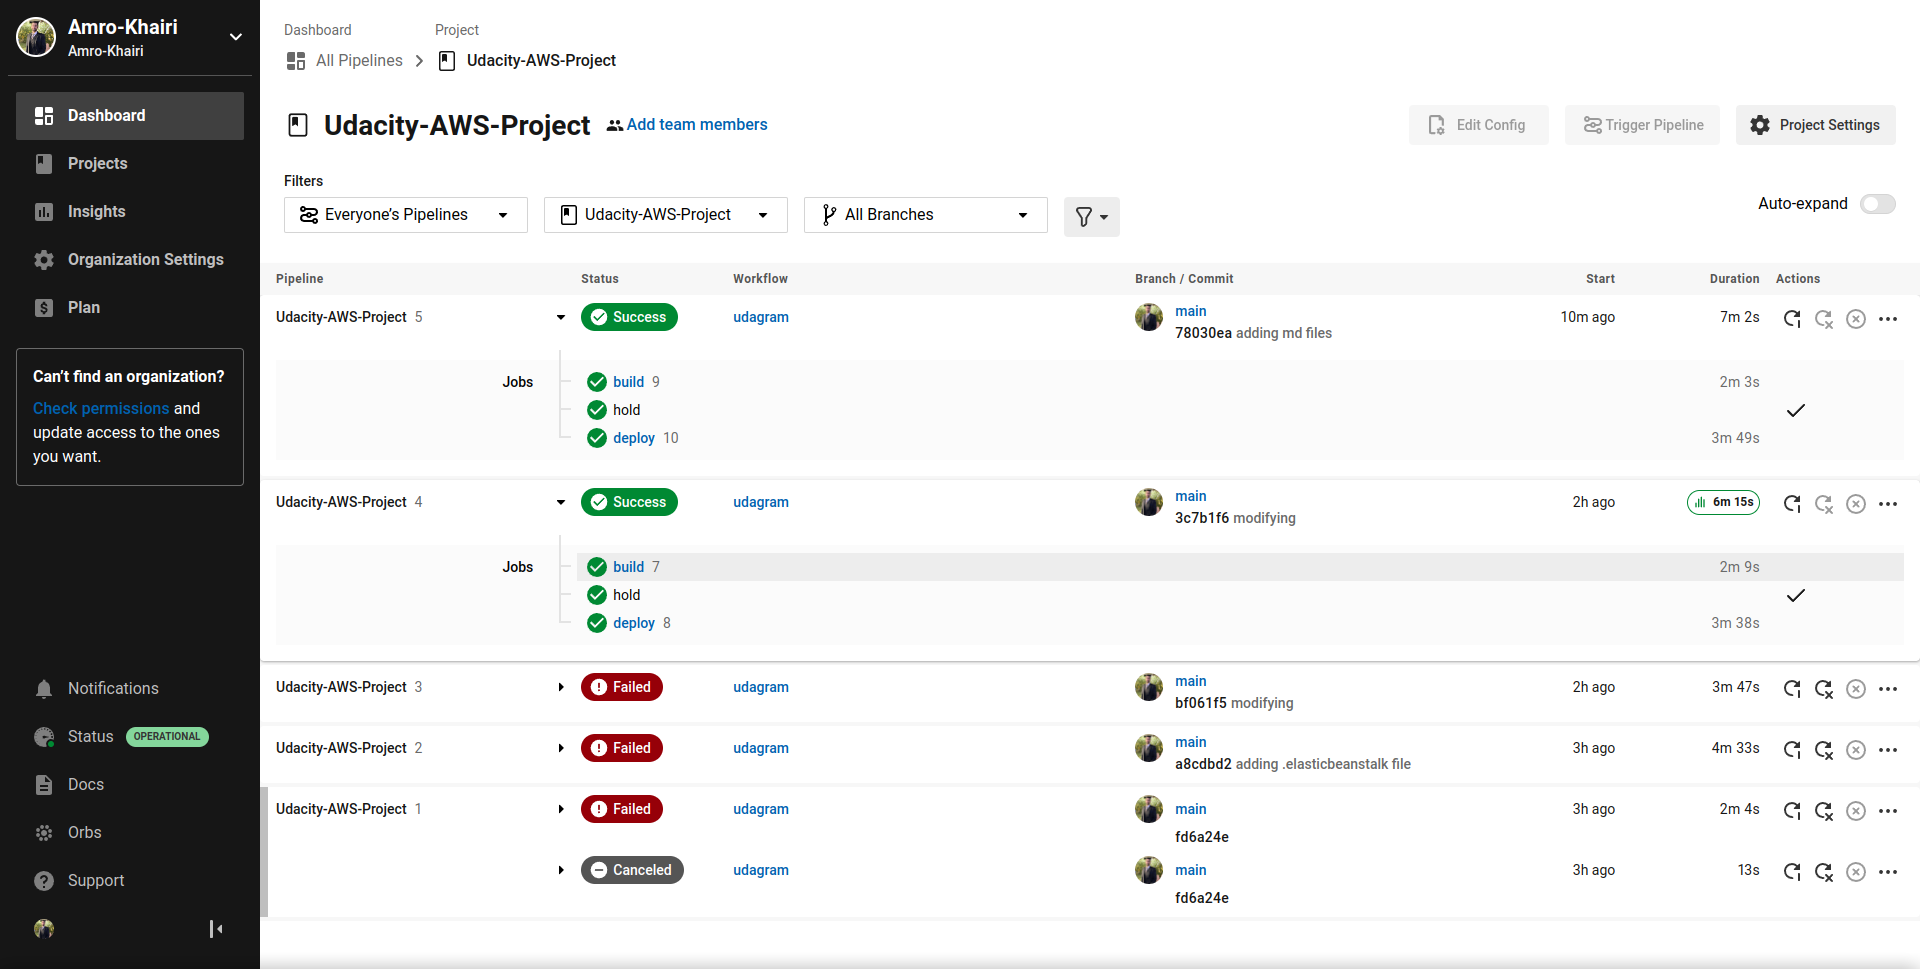 Amro-Khairi
Amro-Khairi
Dashboard
Projects
Insights
Organization Settings
Plan
Can't find an organization?
Check permissions and
update access to the ones
you want.
Notifications
Status OPERATIONAL
Docs
Orbs
Support
Dashboard Project
All Pipelines Udacity-AWS-Project
Udacity-AWS-Project Add team members
Edit Config Trigger Pipeline Project Settings
Filters
Everyone's Pipelines Udacity-AWS-Project All Branches
Auto-expand
Pipeline Status Workflow Branch / Commit Start Duration Actions
Udacity-AWS-Project 5 Success udagram main 10m ago 7m 2s
78030ea adding md files
Jobs build 9 2m 3s
hold
deploy 10 3m 49s
Udacity-AWS-Project 4 Success udagram main 2h ago 6m 15s
3c7b1f6 modifying
Jobs build 7 2m 9s
hold
deploy 8 3m 38s
Udacity-AWS-Project 3 Failed udagram main 2h ago 3m 47s
bf061f5 modifying
Udacity-AWS-Project 2 Failed udagram main 3h ago 4m 33s
a8cdbd2 adding .elasticbeanstalk file
Udacity-AWS-Project 1 Failed udagram main 3h ago 2m 4s
fd6a24e
Canceled udagram main 3h ago 13s
fd6a24e